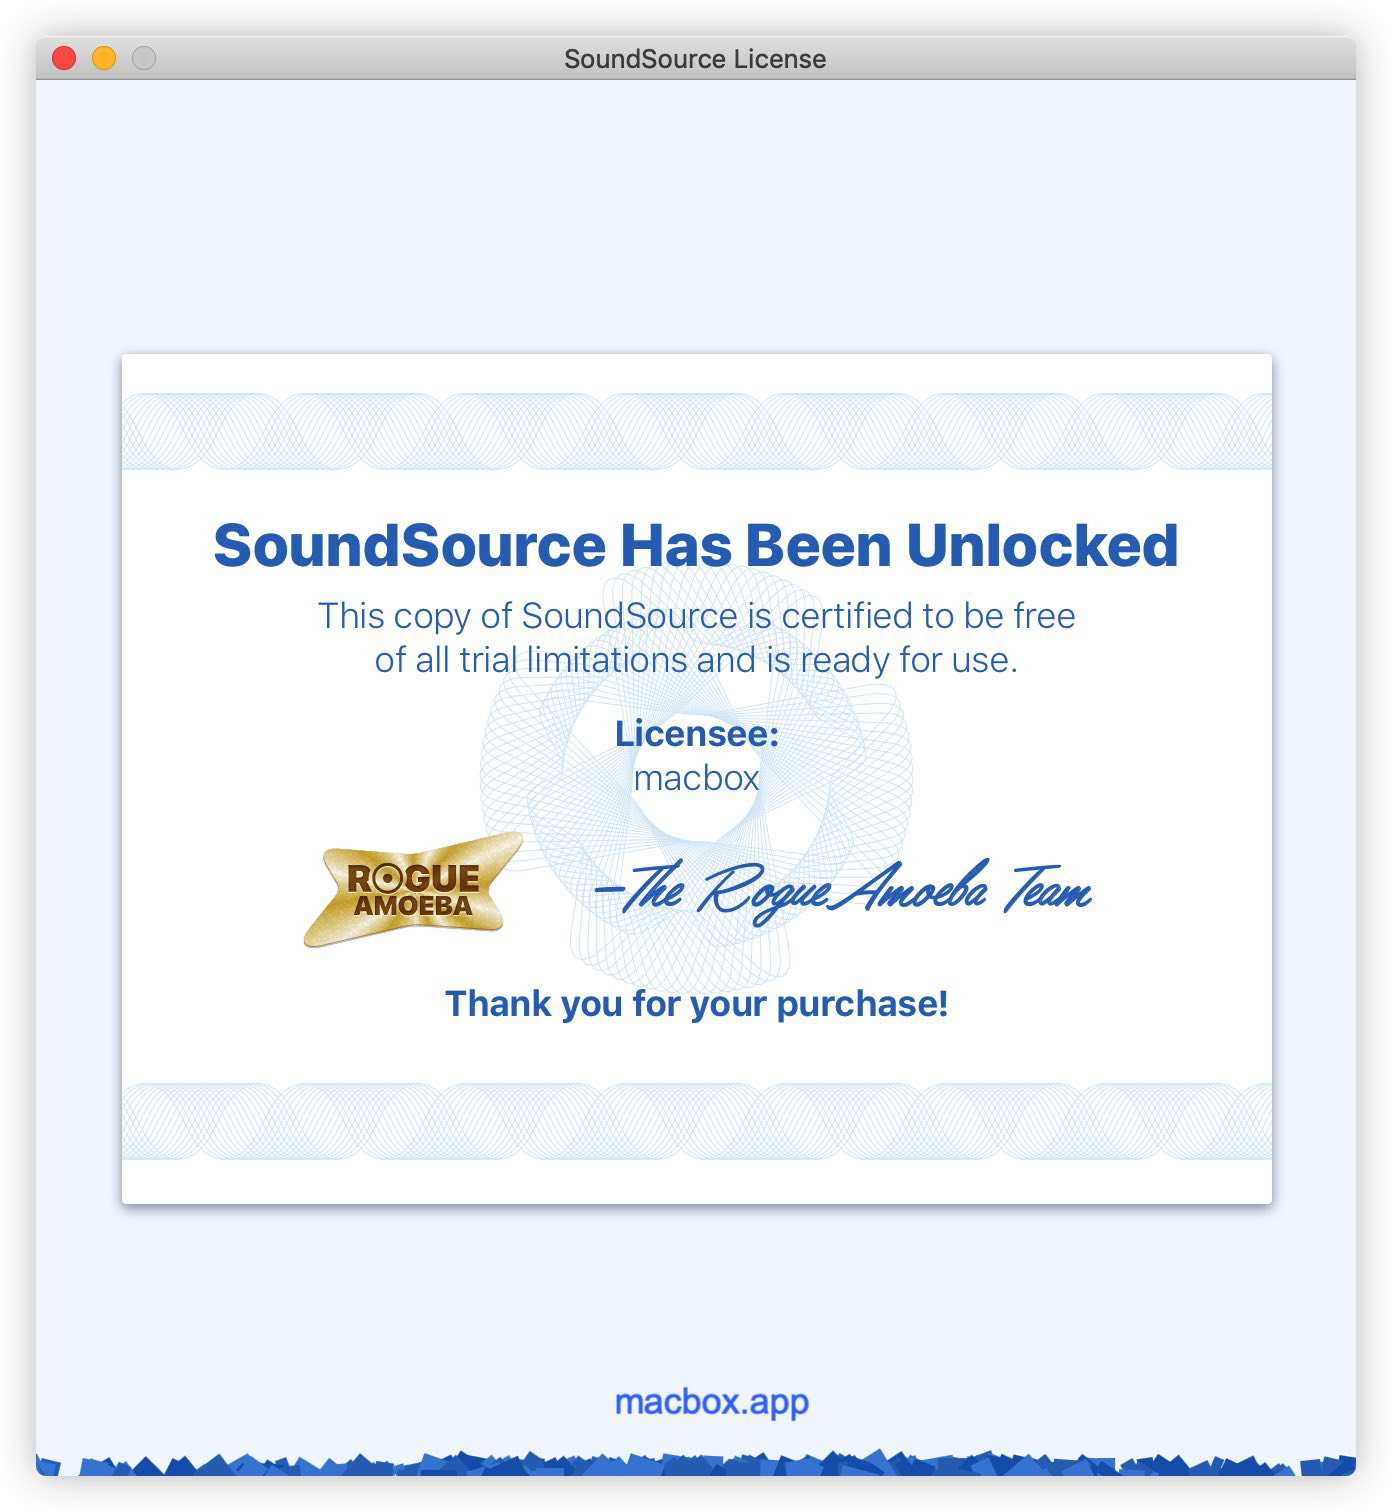 SoundSource License
SoundSource Has Been Unlocked
This copy of SoundSource is certified to be free
of all trial limitations and is ready for use.
Licensee:
macbox
ROGUE
AMOEBA
–The Rogue Amoeba Team
Thank you for your purchase!
macbox.app